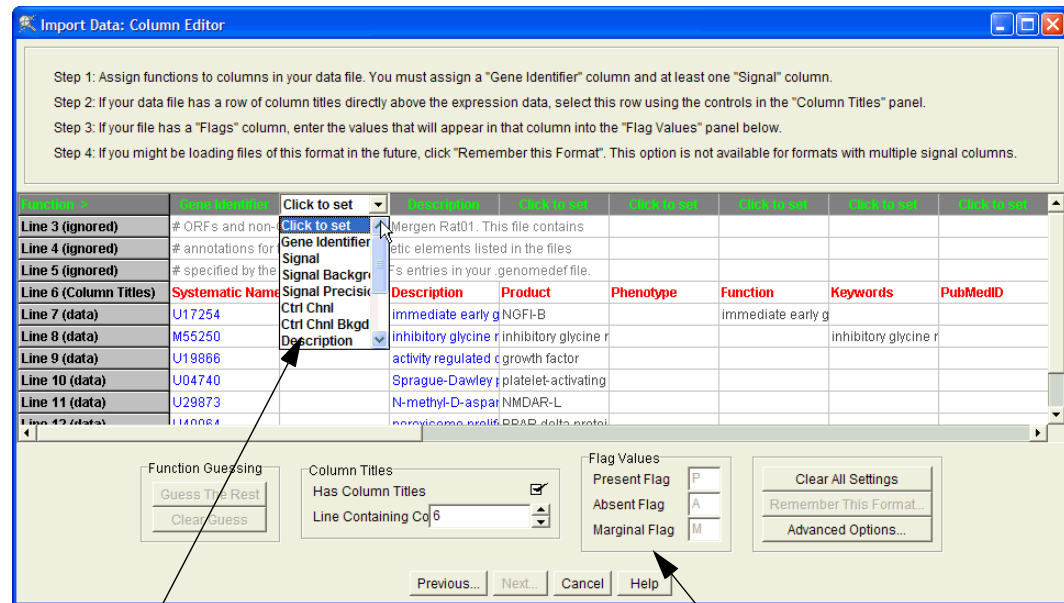 Import Data: Column Editor
Step 1: Assign functions to columns in your data file. You must assign a "Gene Identifier" column and at least one "Signal" column.
Step 2: If your data file has a row of column titles directly above the expression data, select this row using the controls in the "Column Titles" panel.
Step 3: If your file has a "Flags" column, enter the values that will appear in that column into the "Flag Values" panel below.
Step 4: If you might be loading files of this format in the future, click "Remember this Format". This option is not available for formats with multiple signal columns.
Function > Gene Identifier Click to set Description Click to set Click to set Click to set Click to set Click to set
Line 3 (ignored) # ORFs and non- Mergen Rat01. This file contains
Line 4 (ignored) # annotations for etic elements listed in the files
Line 5 (ignored) # specified by the s entries in your .genomedef file.
Line 6 (Column Titles) Systematic Name Description Product Phenotype Function Keywords PubMedID
Line 7 (data) U17254 immediate early g NGFI-B immediate early g
Line 8 (data) M55250 inhibitory glycine r inhibitory glycine r inhibitory glycine r
Line 9 (data) U19866 activity regulated c growth factor
Line 10 (data) U04740 Sprague-Dawley p platelet-activating
Line 11 (data) U29873 N-methyl-D-aspar NMDAR-L
Line 12 (data) U40064 peroxisome prolif PPAR delta protei
Click to set
Gene Identifier
Signal
Signal Backgr
Signal Precisio
Ctrl Chnl
Ctrl Chnl Bkgd
Description
Function Guessing
Guess The Rest
Clear Guess
Column Titles
Has Column Titles
Line Containing Co 6
Flag Values
Present Flag P
Absent Flag A
Marginal Flag M
Clear All Settings
Remember This Format...
Advanced Options...
Previous... Next... Cancel Help